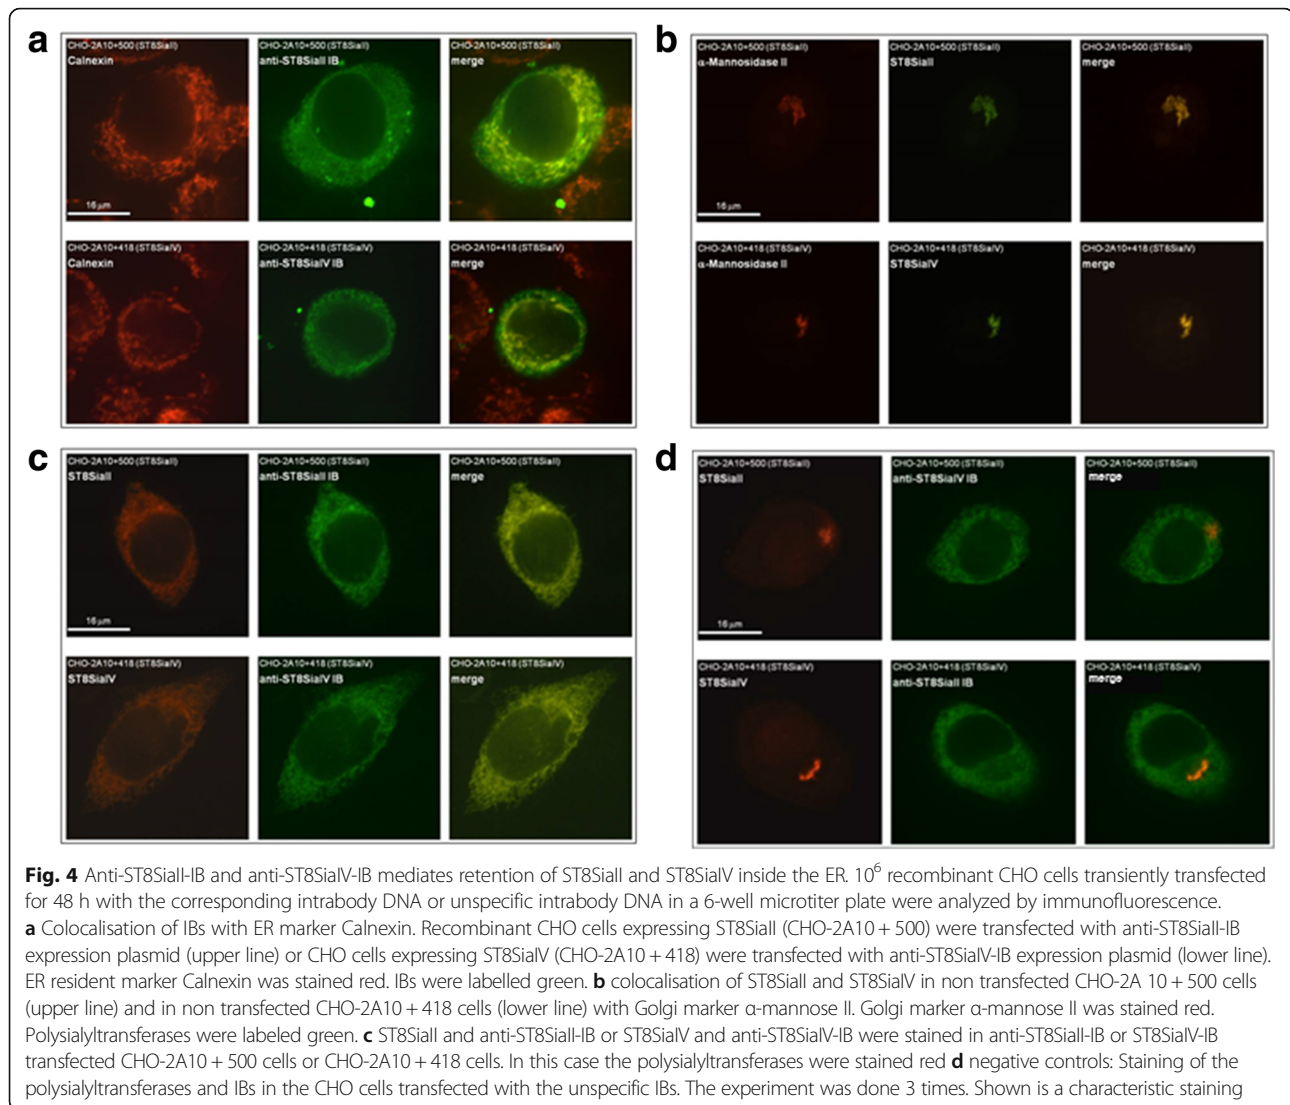 a
CHO-2A10+500 (ST8SiaII)
Calnexin
CHO-2A10+500 (ST8SiaII)
anti-ST8SiaII IB
CHO-2A10+500 (ST8SiaII)
merge
16 µm
CHO-2A10+418 (ST8SiaIV)
Calnexin
CHO-2A10+418 (ST8SiaIV)
anti-ST8SiaIV IB
CHO-2A10+418 (ST8SiaIV)
merge
b
CHO-2A10+500 (ST8SiaII)
α-Mannosidase II
CHO-2A10+500 (ST8SiaII)
ST8SiaII
CHO-2A10+500 (ST8SiaII)
merge
16 µm
CHO-2A10+418 (ST8SiaIV)
α-Mannosidase II
CHO-2A10+418 (ST8SiaIV)
ST8SiaIV
CHO-2A10+418 (ST8SiaIV)
merge
c
CHO-2A10+500 (ST8SiaII)
ST8SiaII
CHO-2A10+500 (ST8SiaII)
anti-ST8SiaII IB
CHO-2A10+500 (ST8SiaII)
merge
16 µm
CHO-2A10+418 (ST8SiaIV)
ST8SiaIV
CHO-2A10+418 (ST8SiaIV)
anti-ST8SiaIV IB
CHO-2A10+418 (ST8SiaIV)
merge
d
CHO-2A10+500 (ST8SiaII)
ST8SiaII
CHO-2A10+500 (ST8SiaII)
anti-ST8SiaIV IB
CHO-2A10+500 (ST8SiaII)
merge
16 µm
CHO-2A10+418 (ST8SiaIV)
ST8SiaIV
CHO-2A10+418 (ST8SiaIV)
anti-ST8SiaII IB
CHO-2A10+418 (ST8SiaIV)
merge
Fig. 4 Anti-ST8SiaII-IB and anti-ST8SiaIV-IB mediates retention of ST8SiaII and ST8SiaIV inside the ER. 10⁶ recombinant CHO cells transiently transfected
for 48 h with the corresponding intrabody DNA or unspecific intrabody DNA in a 6-well microtiter plate were analyzed by immunofluorescence.
a Colocalisation of IBs with ER marker Calnexin. Recombinant CHO cells expressing ST8SiaII (CHO-2A10 + 500) were transfected with anti-ST8SiaII-IB
expression plasmid (upper line) or CHO cells expressing ST8SiaIV (CHO-2A10 + 418) were transfected with anti-ST8SiaIV-IB expression plasmid (lower line).
ER resident marker Calnexin was stained red. IBs were labelled green. b colocalisation of ST8SiaII and ST8SiaIV in non transfected CHO-2A 10 + 500 cells
(upper line) and in non transfected CHO-2A10 + 418 cells (lower line) with Golgi marker α-mannose II. Golgi marker α-mannose II was stained red.
Polysialyltransferases were labeled green. c ST8SiaII and anti-ST8SiaII-IB or ST8SiaIV and anti-ST8SiaIV-IB were stained in anti-ST8SiaII-IB or ST8SiaIV-IB
transfected CHO-2A10 + 500 cells or CHO-2A10 + 418 cells. In this case the polysialyltransferases were stained red d negative controls: Staining of the
polysialyltransferases and IBs in the CHO cells transfected with the unspecific IBs. The experiment was done 3 times. Shown is a characteristic staining